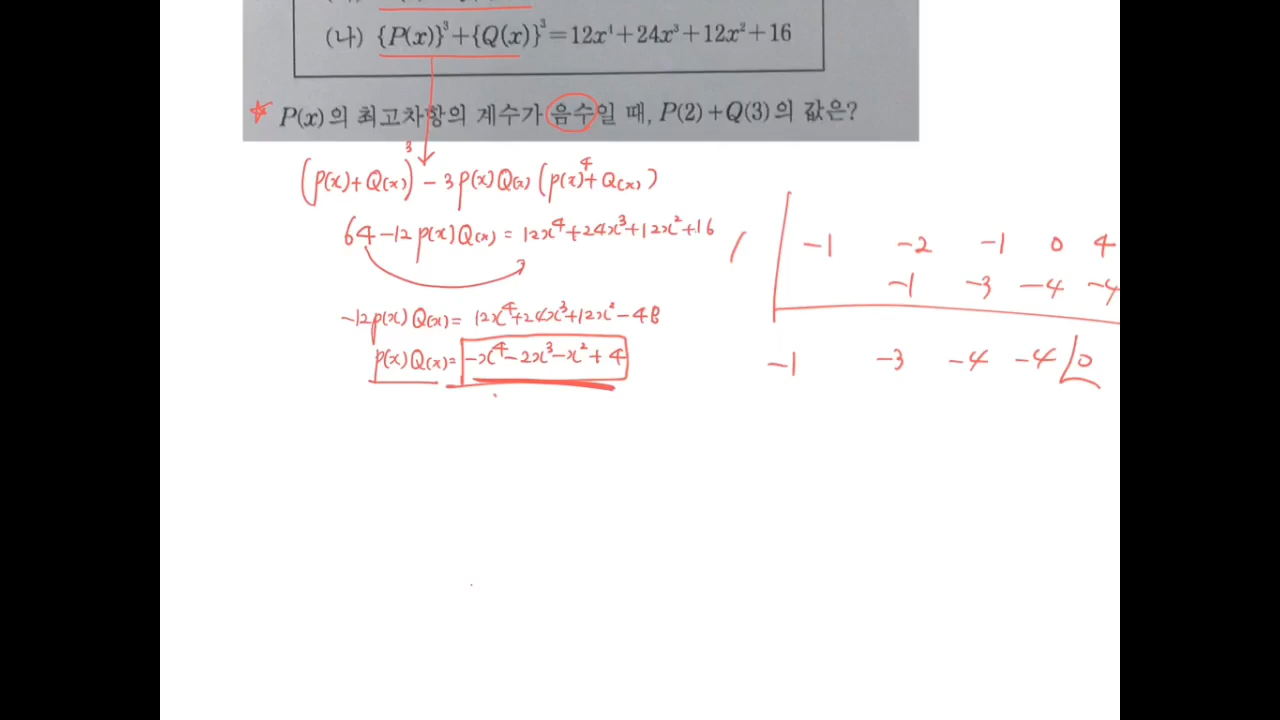 (나) {P(x)}³+{Q(x)}³=12x⁴+24x³+12x²+16
P(x)의 최고차항의 계수가 음수일 때, P(2)+Q(3)의 값은?
(P(x)+Q(x))³ - 3P(x)Q(x)(P(x)+Q(x)) 4
64-12P(x)Q(x)=12x⁴+24x³+12x²+16
-12P(x)Q(x)=12x⁴+24x³+12x²-48
P(x)Q(x)=-x⁴-2x³-x²+4
1 -1 -2 -1 0 4
-1 -3 -4 -4
-1 -3 -4 -4 0